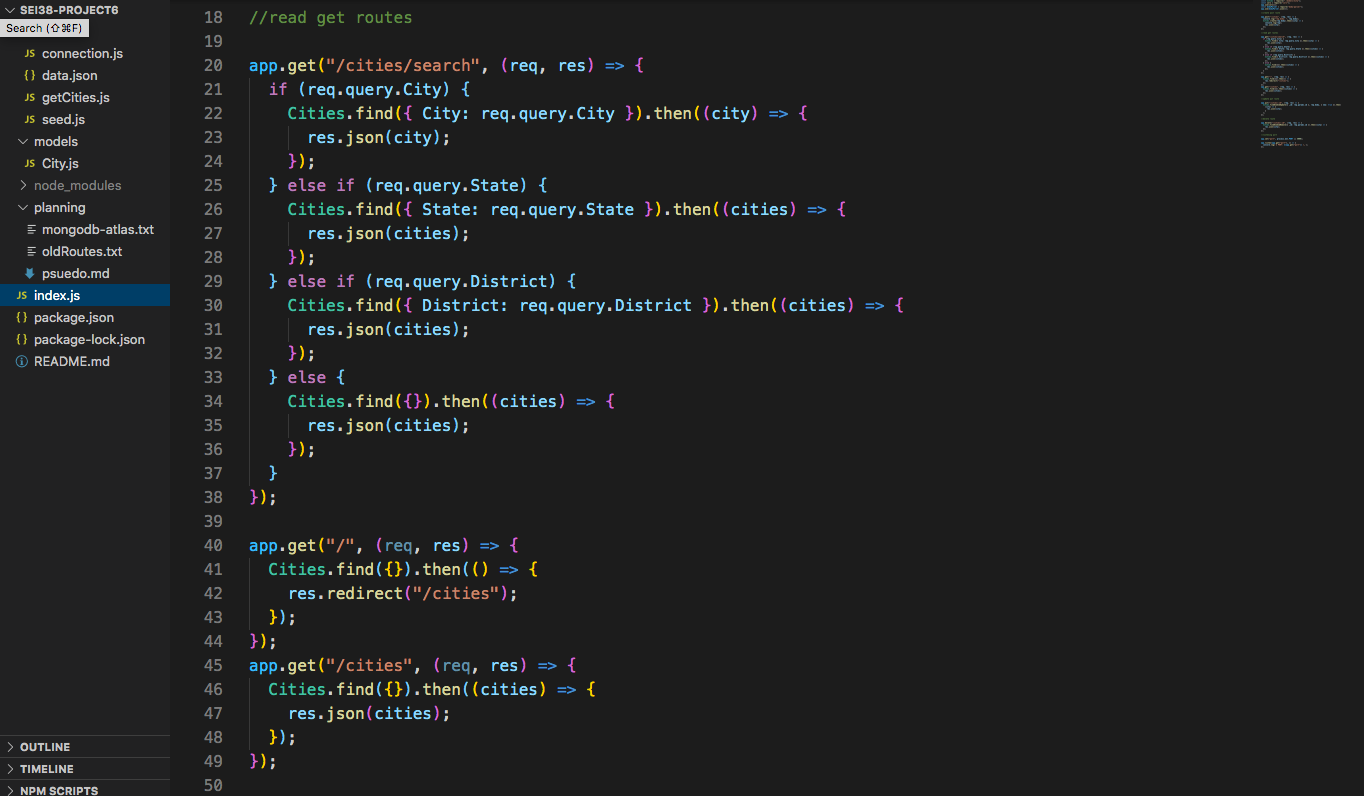 SEI38-PROJECT6
Search (⇧⌘F)
JS connection.js
{} data.json
JS getCities.js
JS seed.js
models
JS City.js
node_modules
planning
mongodb-atlas.txt
oldRoutes.txt
psuedo.md
JS index.js
{} package.json
{} package-lock.json
README.md
OUTLINE
TIMELINE
NPM SCRIPTS
18 //read get routes
19
20 app.get("/cities/search", (req, res) => {
21   if (req.query.City) {
22     Cities.find({ City: req.query.City }).then((city) => {
23       res.json(city);
24     });
25   } else if (req.query.State) {
26     Cities.find({ State: req.query.State }).then((cities) => {
27       res.json(cities);
28     });
29   } else if (req.query.District) {
30     Cities.find({ District: req.query.District }).then((cities) => {
31       res.json(cities);
32     });
33   } else {
34     Cities.find({}).then((cities) => {
35       res.json(cities);
36     });
37   }
38 });
39
40 app.get("/", (req, res) => {
41   Cities.find({}).then(() => {
42     res.redirect("/cities");
43   });
44 });
45 app.get("/cities", (req, res) => {
46   Cities.find({}).then((cities) => {
47     res.json(cities);
48   });
49 });
50